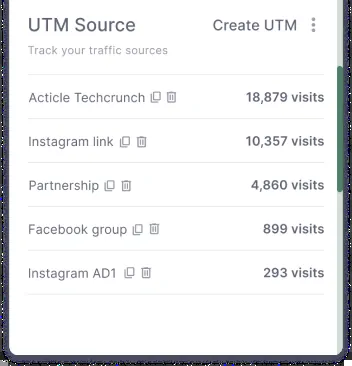 UTM Source Create UTM
Track your traffic sources
Acticle Techcrunch 18,879 visits
Instagram link 10,357 visits
Partnership 4,860 visits
Facebook group 899 visits
Instagram AD1 293 visits